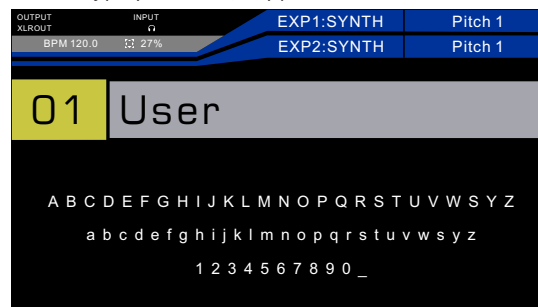 OUTPUT INPUT EXP1:SYNTH Pitch 1
XLROUT
BPM 120.0 27% EXP2:SYNTH Pitch 1
01 User
A B C D E F G H I J K L M N O P Q R S T U V W S Y Z
a b c d e f g h i j k l m n o p q r s t u v w s y z
1 2 3 4 5 6 7 8 9 0 _